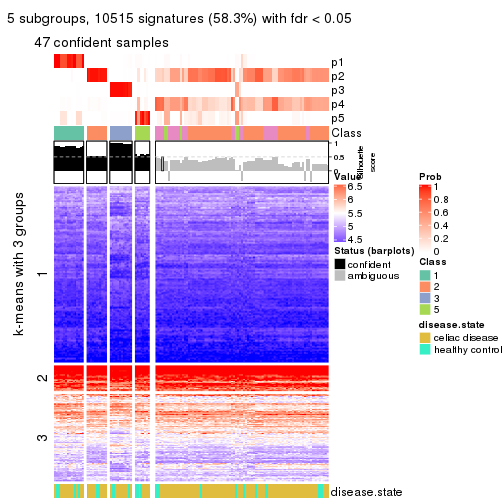 5 subgroups, 10515 signatures (58.3%) with fdr < 0.05
47 confident samples
p1
p2
p3
p4
p5
Class
1
0.5
0
silhouette
score
k-means with 3 groups
1
2
3
disease.state
Value
6.5
6
5.5
5
4.5
Status (barplots)
confident
ambiguous
Prob
1
0.8
0.6
0.4
0.2
0
Class
1
2
3
5
disease.state
celiac disease
healthy control